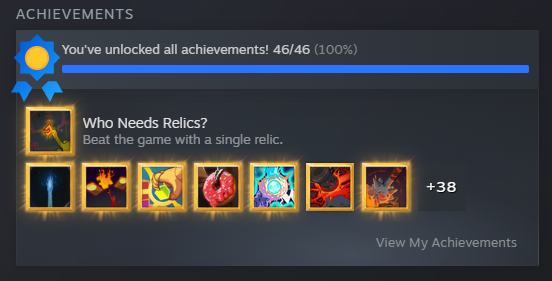 ACHIEVEMENTS
You've unlocked all achievements! 46/46 (100%)
Who Needs Relics?
Beat the game with a single relic.
+38
View My Achievements